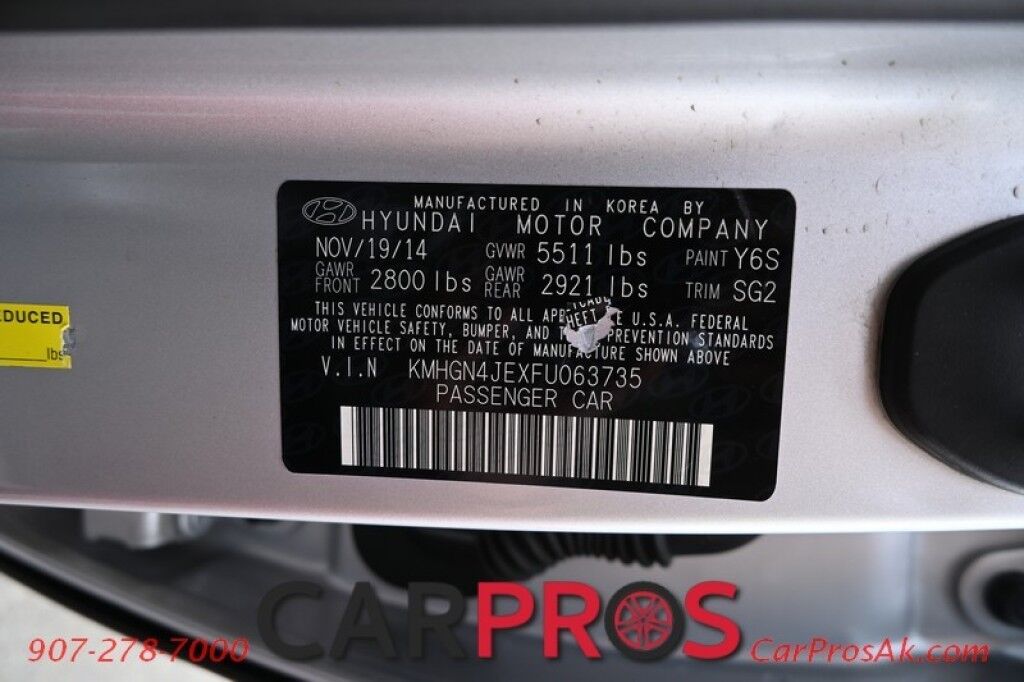 MANUFACTURED IN KOREA BY
HYUNDAI MOTOR COMPANY
NOV/19/14 GVWR 5511 lbs PAINT Y6S
GAWR FRONT 2800 lbs GAWR REAR 2921 lbs TRIM SG2
THIS VEHICLE CONFORMS TO ALL E U.S.A. FEDERAL
MOTOR VEHICLE SAFETY, BUMPER, AND THEFT PREVENTION STANDARDS
IN EFFECT ON THE DATE OF MANUFACTURE SHOWN ABOVE
V.I.N KMHGN4JEXFU063735
PASSENGER CAR
EDUCED
lbs
CARPROS
907-278-7000
CarProsAk.com